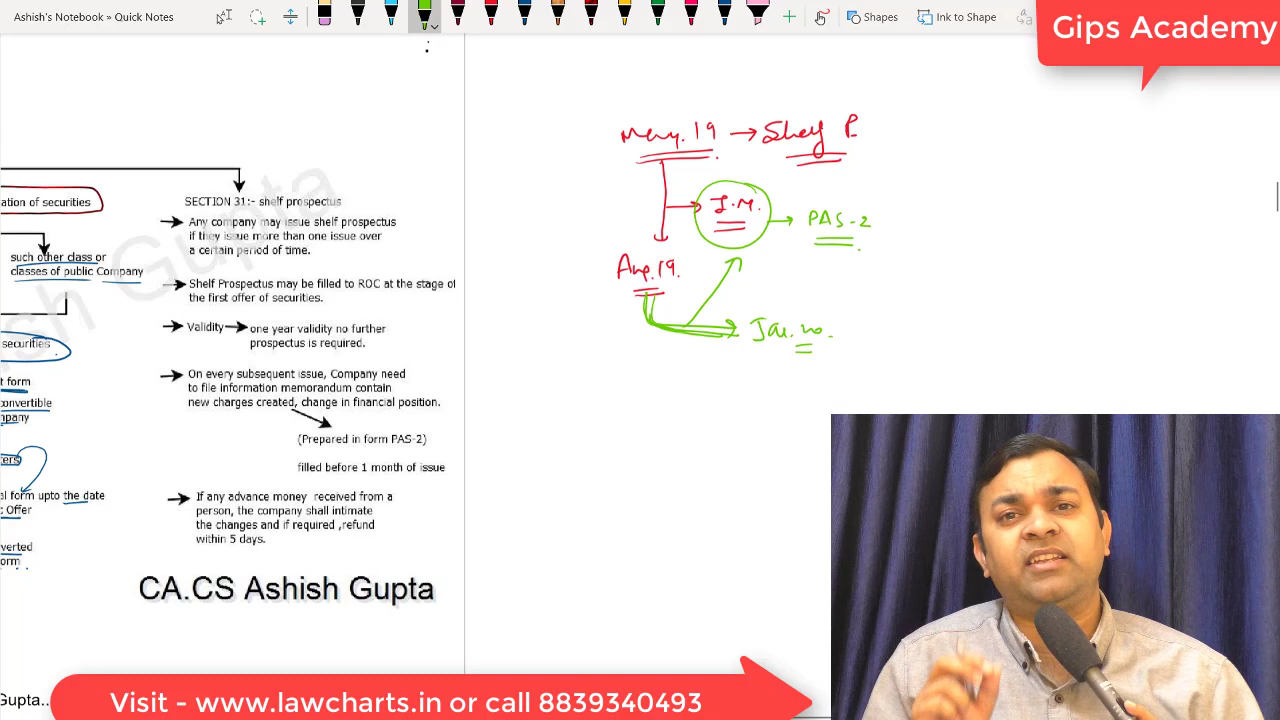 Ashish's Notebook » Quick Notes
Shapes
Ink to Shape
Gips Academy
ation of securities
such other class or
classes of public Company
securities
t form
convertible
mpany
ters
al form upto the date
c Offer
verted
orm
SECTION 31:- shelf prospectus
Any company may issue shelf prospectus
if they issue more than one issue over
a certain period of time.
Shelf Prospectus may be filled to ROC at the stage of
the first offer of securities.
Validity
one year validity no further
prospectus is required.
On every subsequent issue, Company need
to file information memorandum contain
new charges created, change in financial position.
(Prepared in form PAS-2)
filled before 1 month of issue
If any advance money received from a
person, the company shall intimate
the changes and if required ,refund
within 5 days.
CA.CS Ashish Gupta
sh Gupta
May.19 → Shelf P
I.M. → PAS-2
Aug.19.
Jan.20.
Gupta..
Visit - www.lawcharts.in or call 8839340493